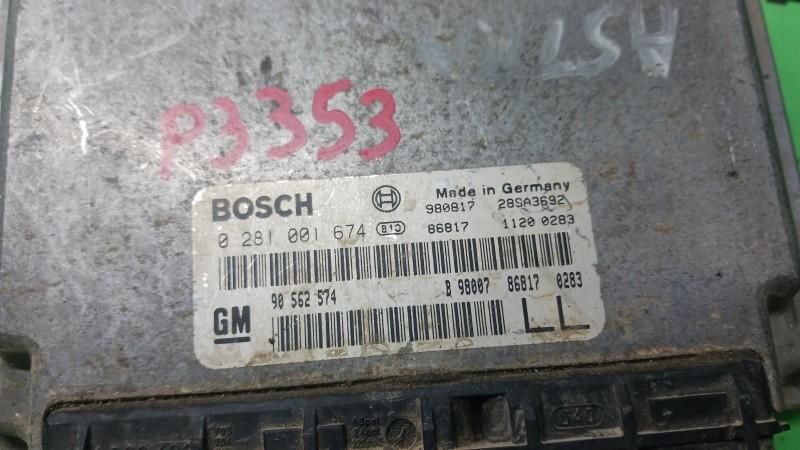 ASTRA
P3353
BOSCH Made in Germany
980817 28SA3692
0 281 001 674 86817 1120 0283
90 562 574 B 98007 86817 0283
GM LL